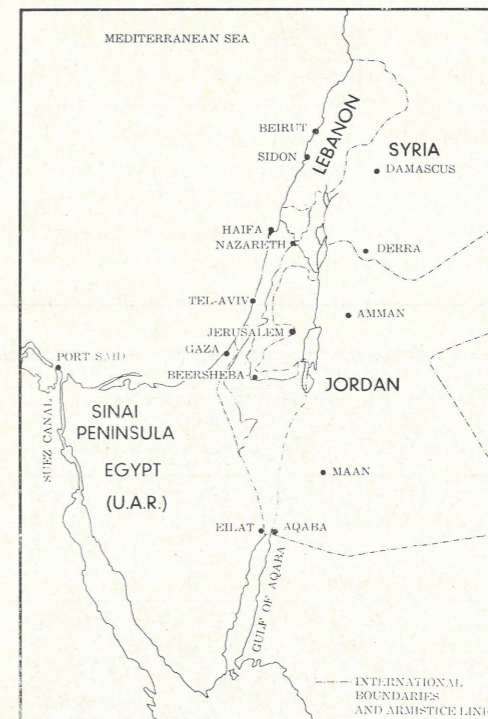 MEDITERRANEAN SEA
BEIRUT
LEBANON
SIDON
SYRIA
DAMASCUS
HAIFA
NAZARETH
DERRA
TEL-AVIV
AMMAN
JERUSALEM
GAZA
PORT SAID
BEERSHEBA
JORDAN
SUEZ CANAL
SINAI
PENINSULA
EGYPT
(U.A.R.)
MAAN
EILAT
AQABA
GULF OF AQABA
INTERNATIONAL
BOUNDARIES
AND ARMISTICE LINE